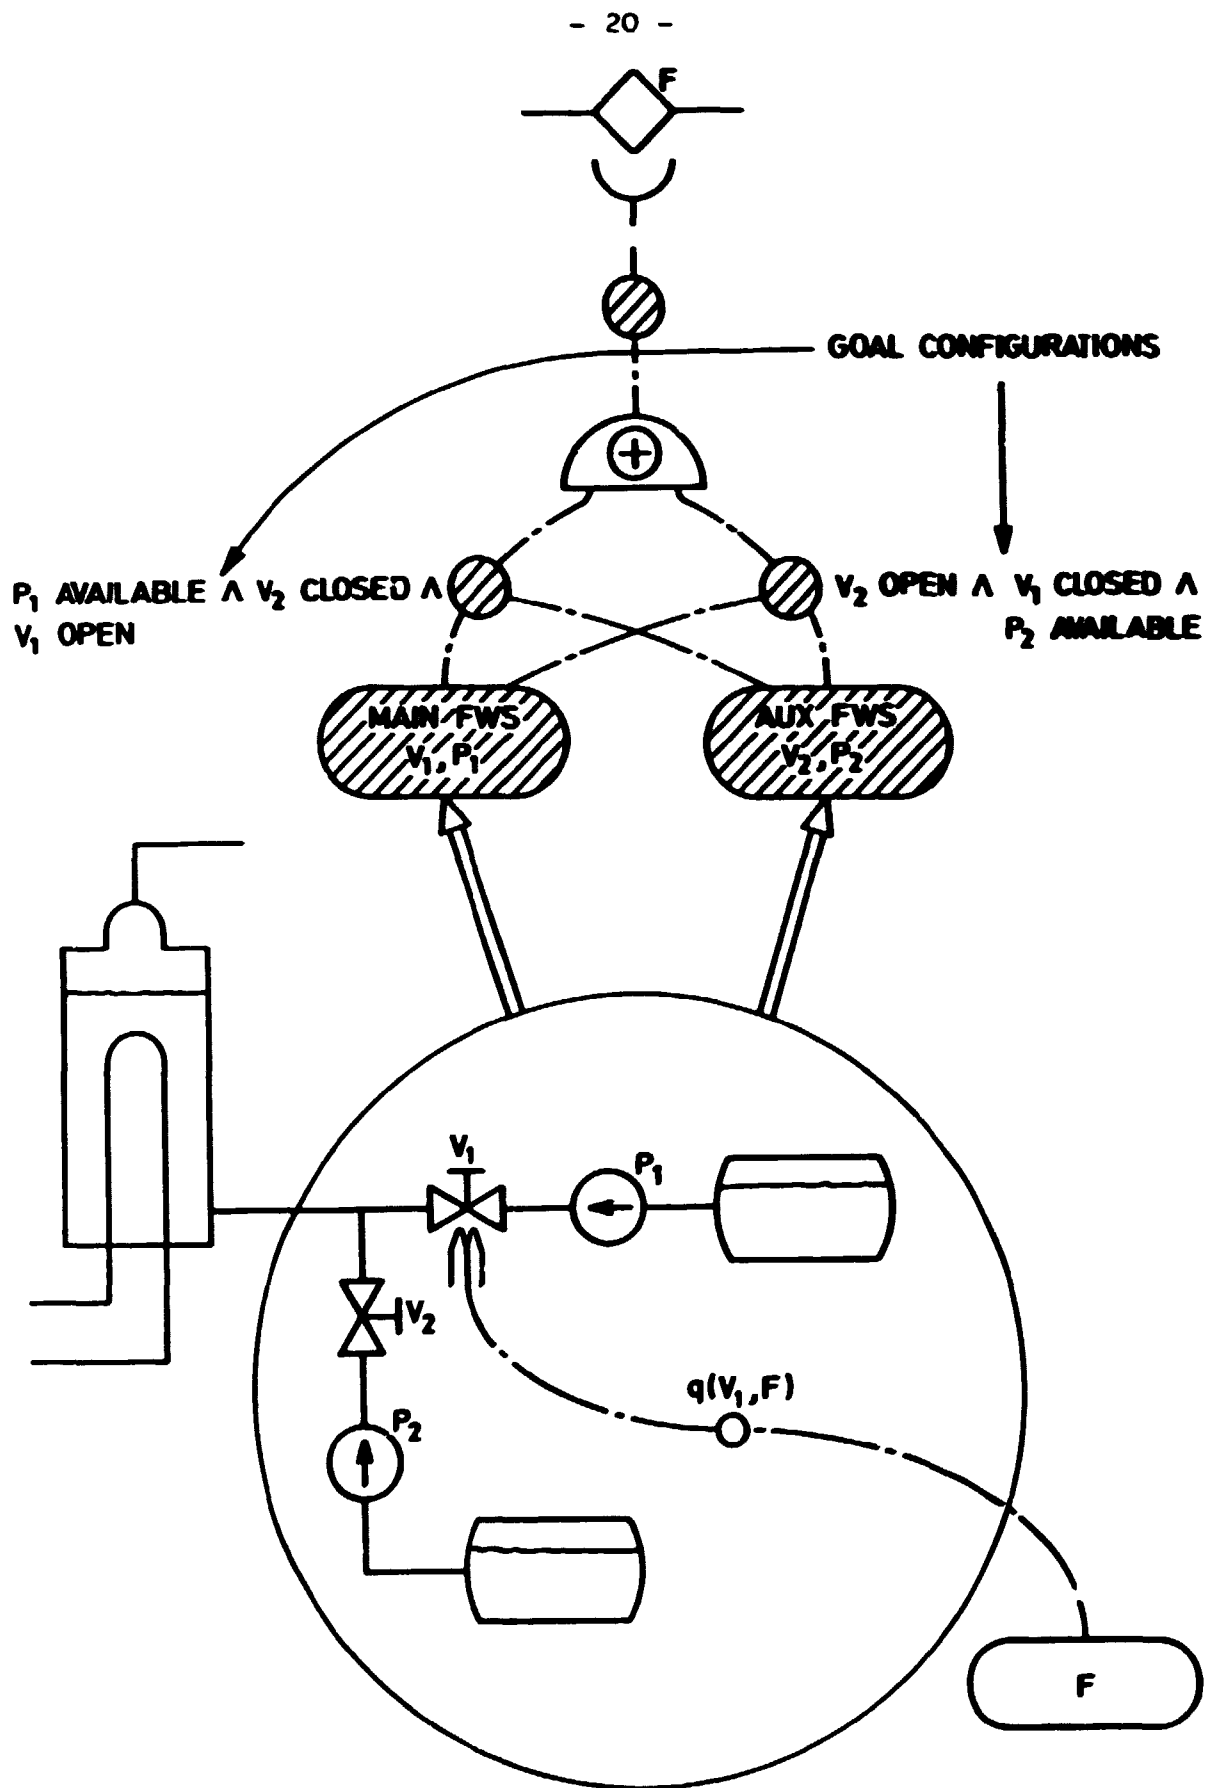 - 20 -
F
GOAL CONFIGURATIONS
P₁ AVAILABLE ∧ V₂ CLOSED ∧
V₁ OPEN
V₂ OPEN ∧ V₁ CLOSED ∧
P₂ AVAILABLE
MAIN FWS
V₁, P₁
AUX FWS
V₂, P₂
V₁
P₁
V₂
q(V₁, F)
P₂
F